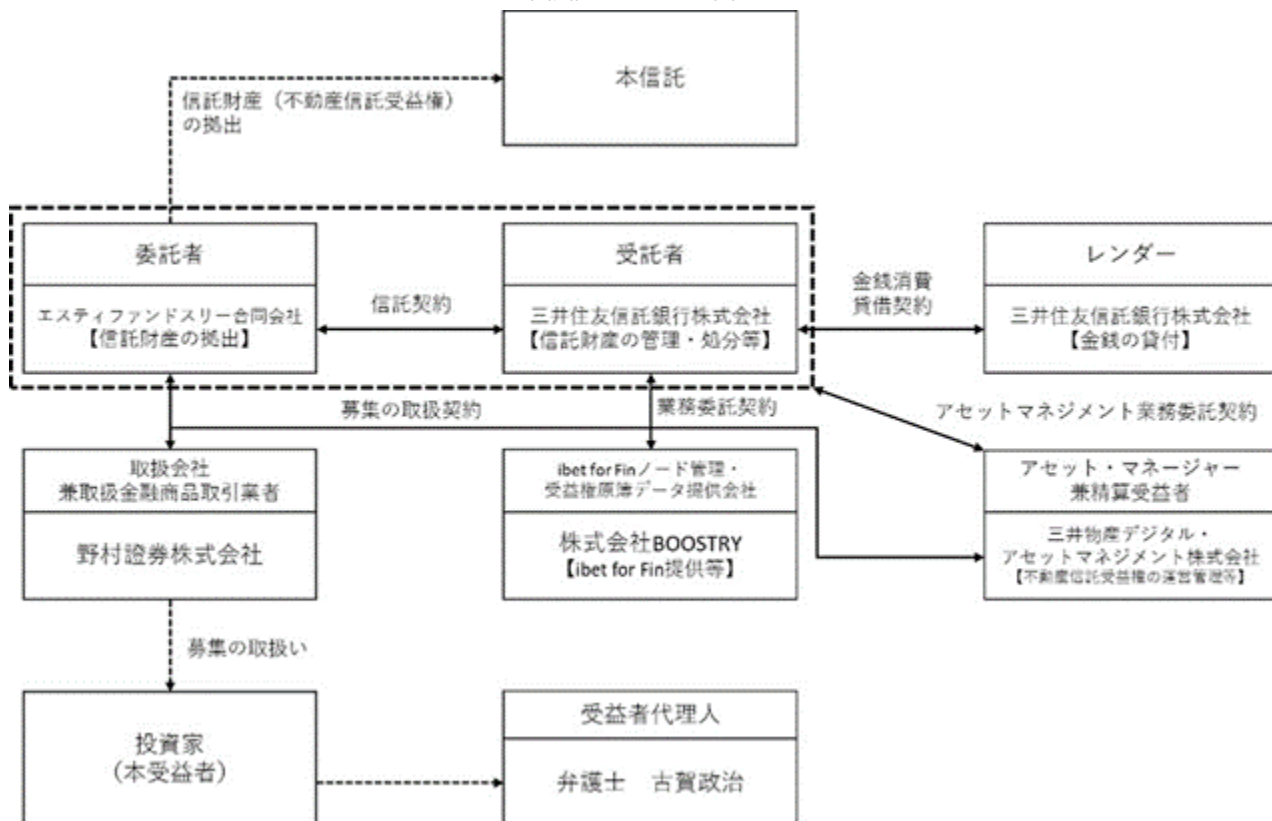 本信託
信託財産（不動産信託受益権）
の拠出
委託者
エスティファンドスリー合同会社
【信託財産の拠出】
信託契約
受託者
三井住友信託銀行株式会社
【信託財産の管理・処分等】
金銭消費
貸借契約
レンダー
三井住友信託銀行株式会社
【金銭の貸付】
募集の取扱契約
業務委託契約
アセットマネジメント業務委託契約
取扱会社
兼取扱金融商品取引業者
野村證券株式会社
ibet for Finノード管理・
受益権原簿データ提供会社
株式会社BOOSTRY
【ibet for Fin提供等】
アセット・マネージャー
兼精算受益者
三井物産デジタル・
アセットマネジメント株式会社
【不動産信託受益権の運営管理等】
募集の取扱い
投資家
（本受益者）
受益者代理人
弁護士　古賀政治